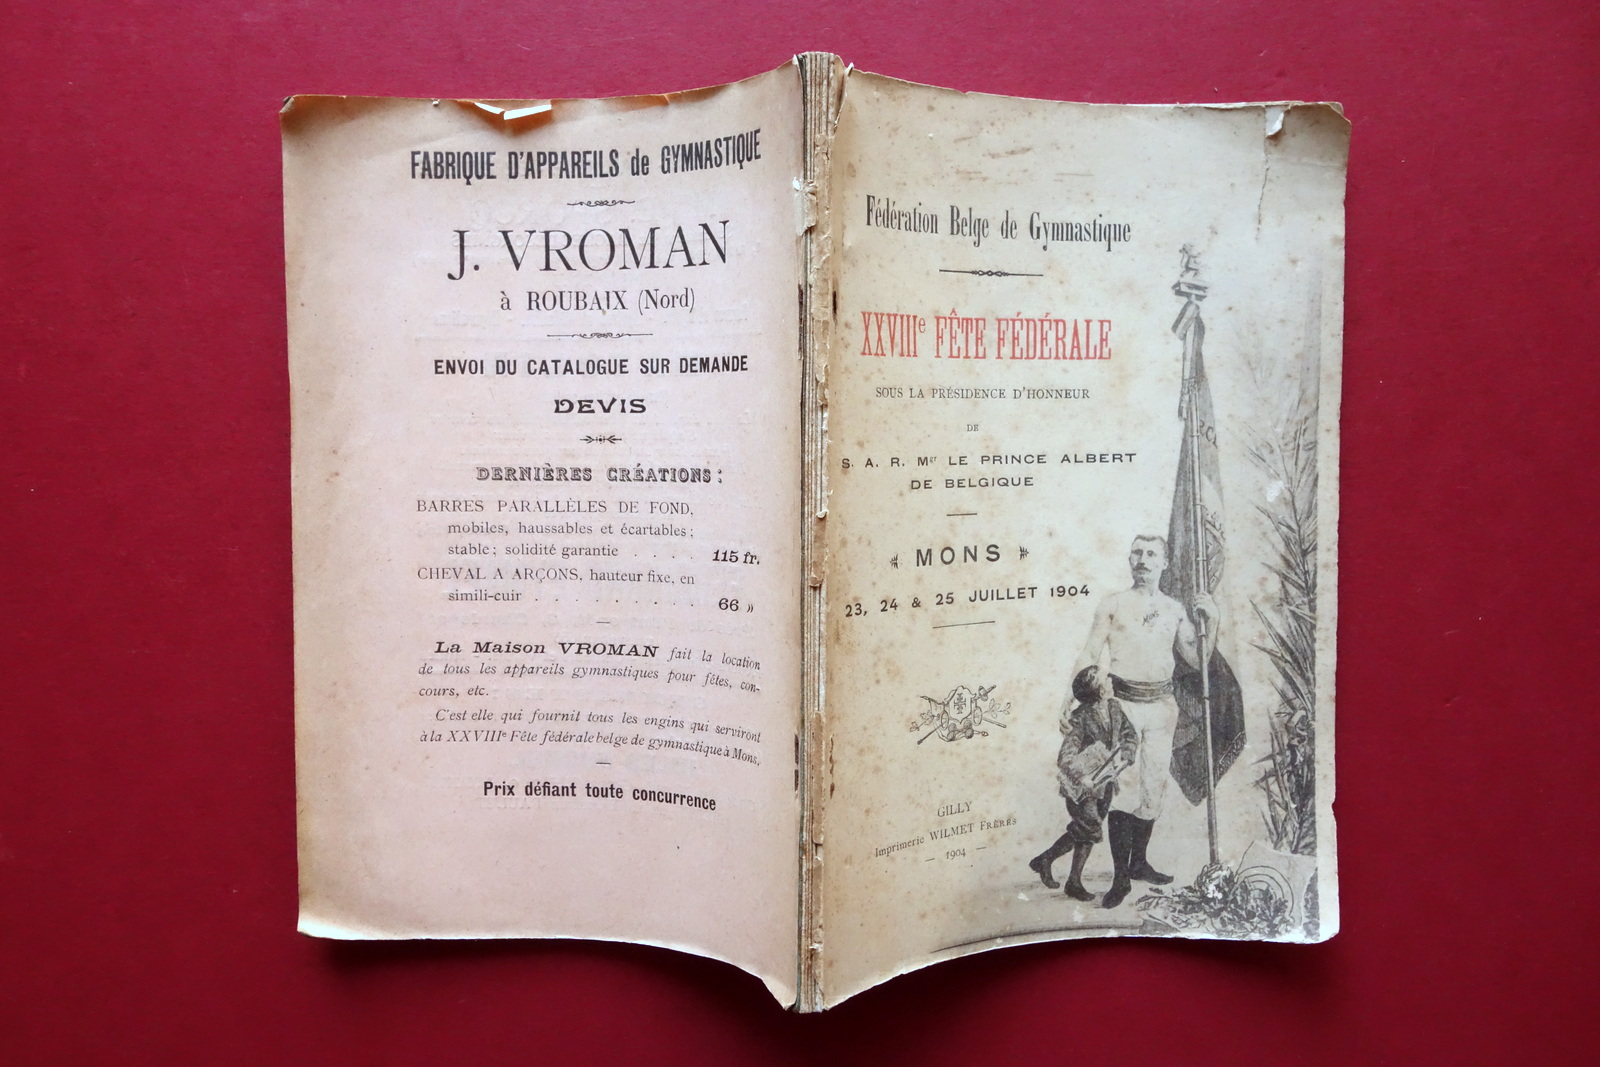 FABRIQUE D'APPAREILS de GYMNASTIQUE
J. VROMAN
à ROUBAIX (Nord)
ENVOI DU CATALOGUE SUR DEMANDE
DEVIS
DERNIÈRES CRÉATIONS :
BARRES PARALLÈLES DE FOND,
mobiles, haussables et écartables ;
stable ; solidité garantie . . . . 115 fr.
CHEVAL A ARÇONS, hauteur fixe, en
simili-cuir . . . . . . . . . 66 »
La Maison VROMAN fait la location
de tous les appareils gymnastiques pour fêtes, con-
cours, etc.
C'est elle qui fournit tous les engins qui serviront
à la XXVIIIe Fête fédérale belge de gymnastique à Mons.
Prix défiant toute concurrence
Fédération Belge de Gymnastique
XXVIIIe FÊTE FÉDÉRALE
SOUS LA PRÉSIDENCE D'HONNEUR
DE
S. A. R. Mgr LE PRINCE ALBERT
DE BELGIQUE
MONS
23, 24 & 25 JUILLET 1904
MONS
GILLY
Imprimerie WILMET FRÈRES
— 1904 —